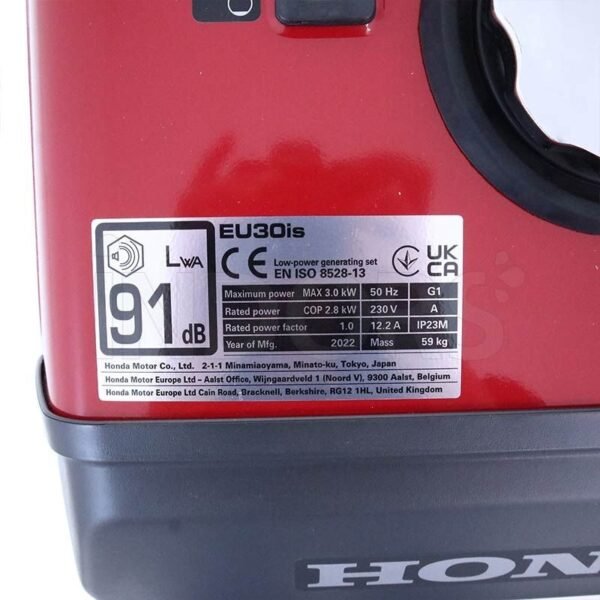 EU30is
LWA
91 dB
CE
Low-power generating set
EN ISO 8528-13
UK
CA
Maximum power MAX 3.0 kW 50 Hz G1
Rated power COP 2.8 kW 230 V A
Rated power factor 1.0 12.2 A IP23M
Year of Mfg. 2022 Mass 59 kg
Honda Motor Co., Ltd. 2-1-1 Minamiaoyama, Minato-ku, Tokyo, Japan
Honda Motor Europe Ltd – Aalst Office, Wijngaardveld 1 (Noord V), 9300 Aalst, Belgium
Honda Motor Europe Ltd Cain Road, Bracknell, Berkshire, RG12 1HL, United Kingdom
HON